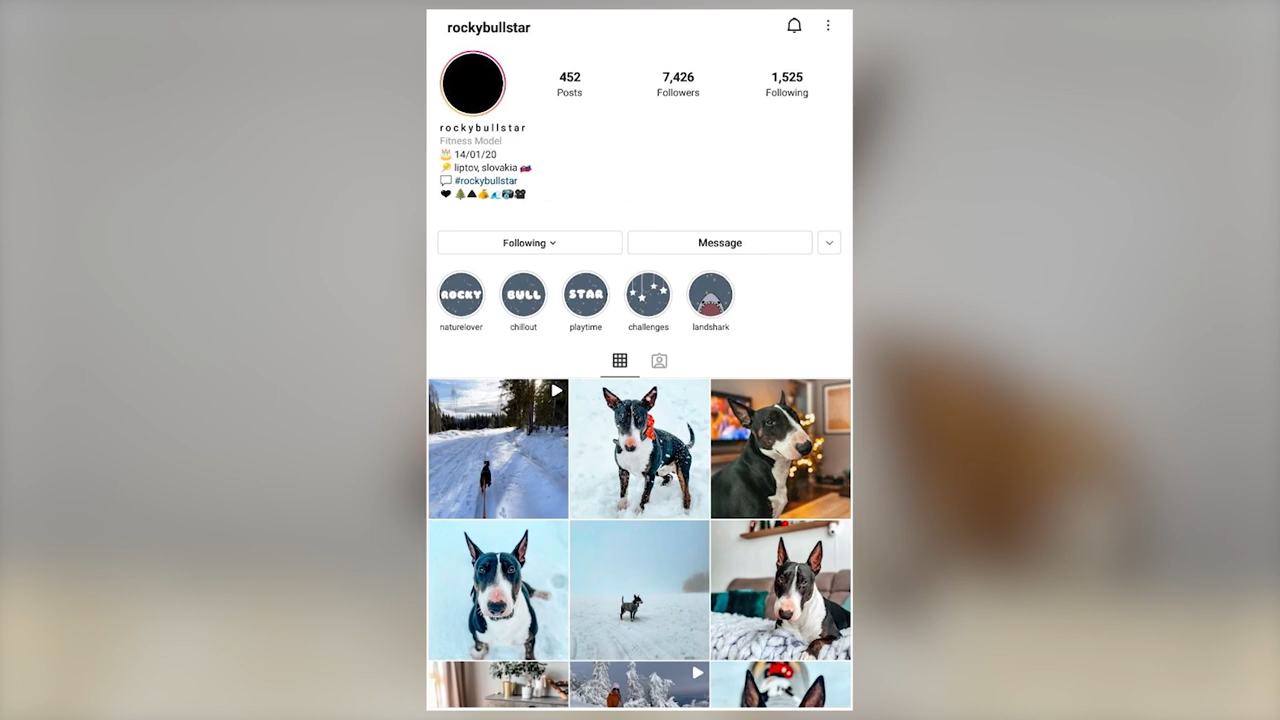 rockybullstar
452 7,426 1,525
Posts Followers Following
rockybullstar
Fitness Model
🎂 14/01/20
📍 liptov, slovakia 🇸🇰
💬 #rockybullstar
Following Message
ROCKY BULL STAR
naturelover chillout playtime challenges landshark